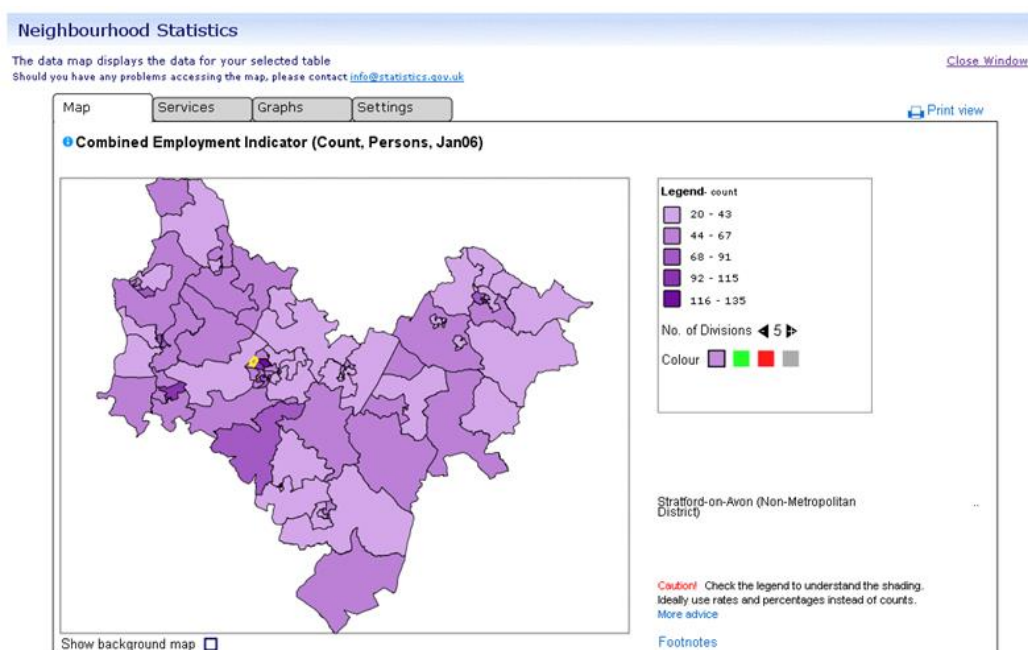 Neighbourhood Statistics
The data map displays the data for your selected table
Should you have any problems accessing the map, please contact info@statistics.gov.uk
Close Window
Map Services Graphs Settings
Print view
Combined Employment Indicator (Count, Persons, Jan06)
Legend- count
20 - 43
44 - 67
68 - 91
92 - 115
116 - 135
No. of Divisions 5
Colour
Stratford-on-Avon (Non-Metropolitan ..
District)
Caution! Check the legend to understand the shading.
Ideally use rates and percentages instead of counts.
More advice
Show background map
Footnotes